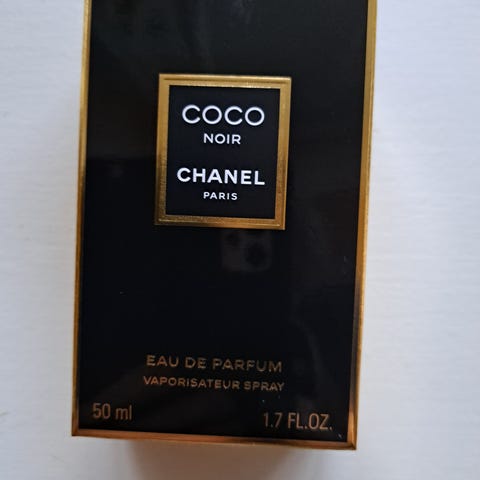 COCO
NOIR
CHANEL
PARIS
EAU DE PARFUM
VAPORISATEUR SPRAY
50 ml
1.7 FL.OZ.